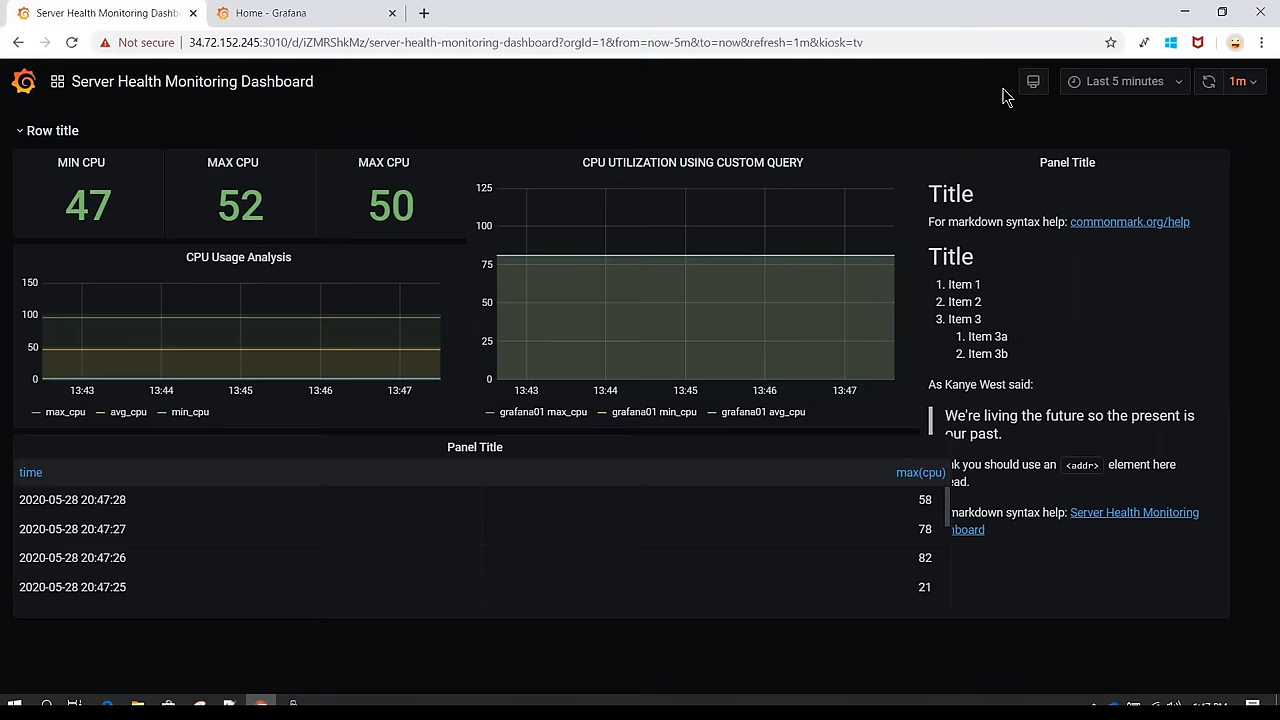 Server Health Monitoring Dashb
Home - Grafana
Not secure
34.72.152.245:3010/d/iZMRShkMz/server-health-monitoring-dashboard?orgId=1&from=now-5m&to=now&refresh=1m&kiosk=tv
Server Health Monitoring Dashboard
Last 5 minutes
1m
Row title
MIN CPU
MAX CPU
MAX CPU
47
52
50
CPU Usage Analysis
150
100
50
0
13:43 13:44 13:45 13:46 13:47
max_cpu avg_cpu min_cpu
CPU UTILIZATION USING CUSTOM QUERY
125
100
75
50
25
0
13:43 13:44 13:45 13:46 13:47
grafana01 max_cpu grafana01 min_cpu grafana01 avg_cpu
Panel Title
Title
For markdown syntax help: commonmark.org/help
Title
1. Item 1
2. Item 2
3. Item 3
1. Item 3a
2. Item 3b
As Kanye West said:
We're living the future so the present is
our past.
you should use an <addr> element here
markdown syntax help: Server Health Monitoring
Panel Title
time max(cpu)
2020-05-28 20:47:28 58
2020-05-28 20:47:27 78
2020-05-28 20:47:26 82
2020-05-28 20:47:25 21